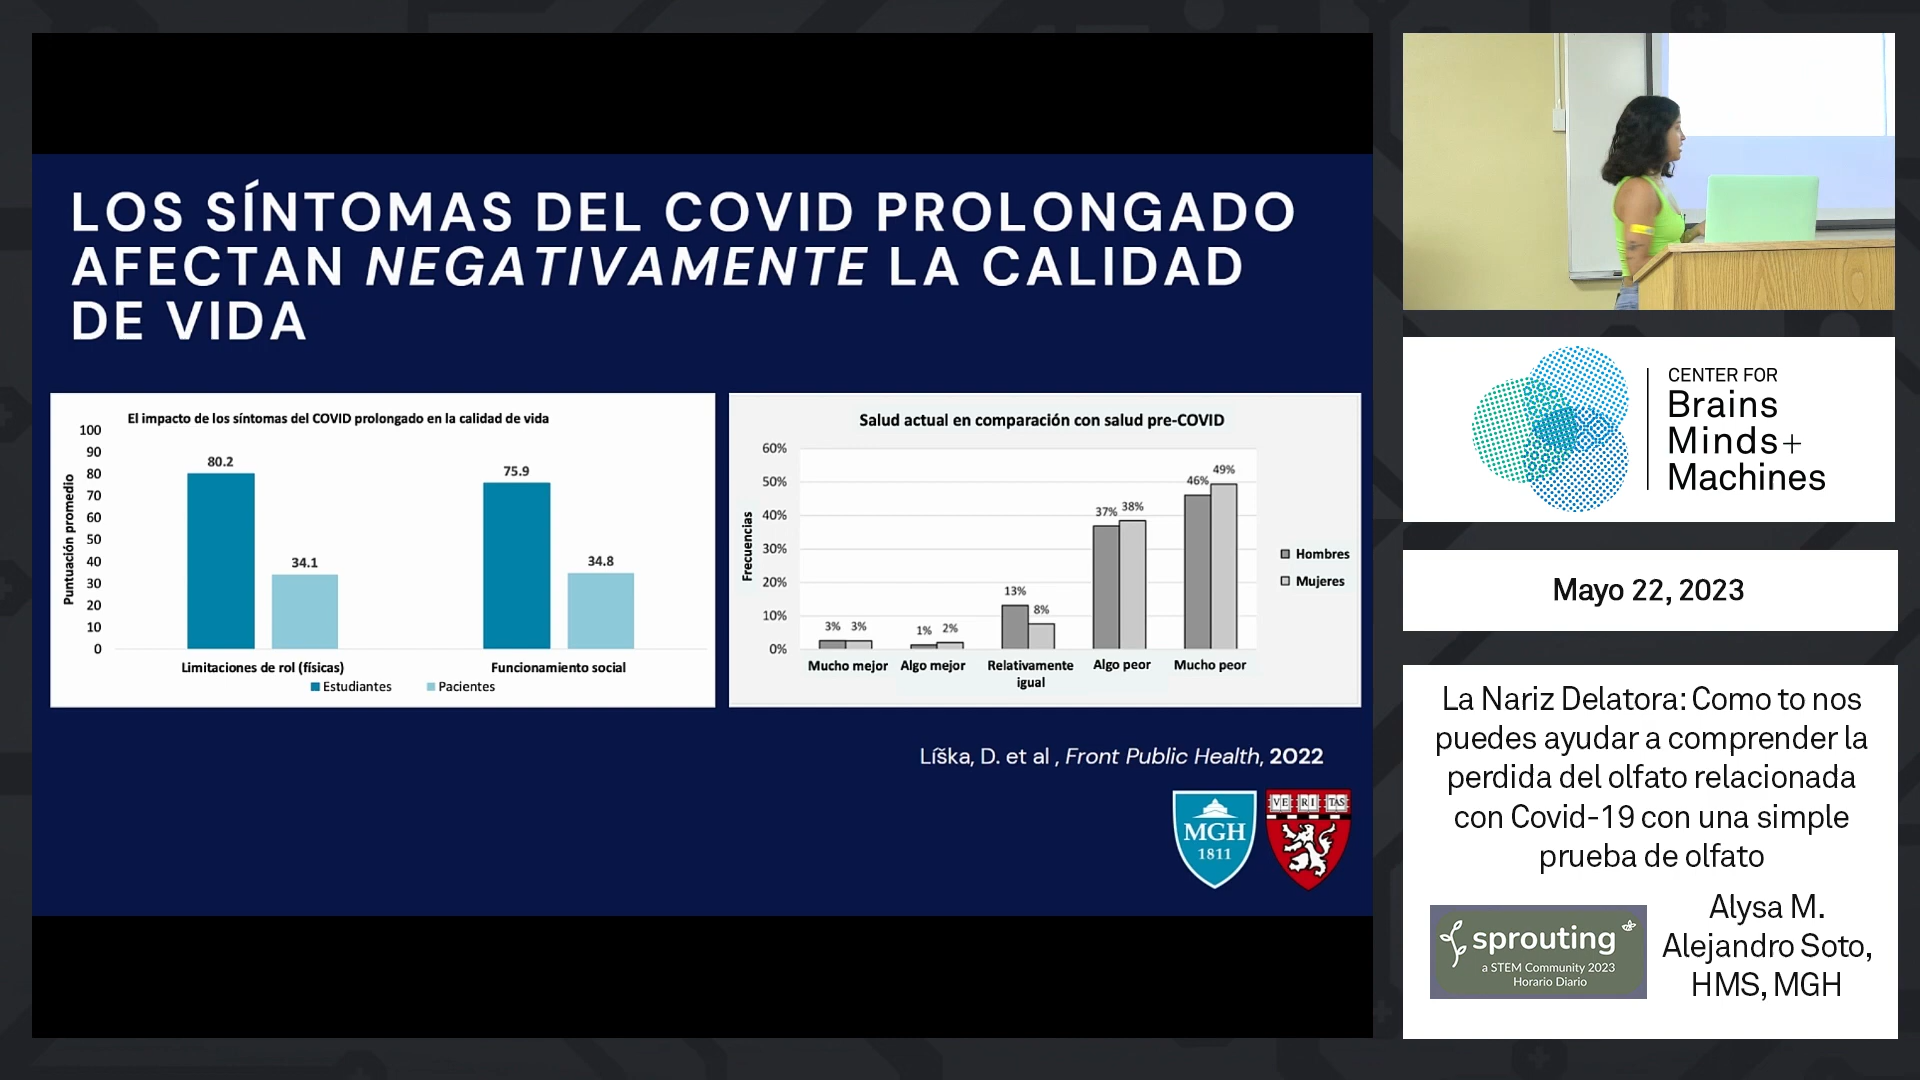 LOS SÍNTOMAS DEL COVID PROLONGADO
AFECTAN NEGATIVAMENTE LA CALIDAD
DE VIDA
El impacto de los síntomas del COVID prolongado en la calidad de vida
Puntuación promedio
100
90
80
70
60
50
40
30
20
10
0
80.2
34.1
75.9
34.8
Limitaciones de rol (físicas)
Funcionamiento social
Estudiantes
Pacientes
Salud actual en comparación con salud pre-COVID
Frecuencias
60%
50%
40%
30%
20%
10%
0%
3% 3%
1% 2%
13% 8%
37% 38%
46% 49%
Mucho mejor
Algo mejor
Relativamente
igual
Algo peor
Mucho peor
Hombres
Mujeres
Líška, D. et al , Front Public Health, 2022
MGH
1811
VE RI TAS
CENTER FOR
Brains
Minds+
Machines
Mayo 22, 2023
La Nariz Delatora: Como to nos
puedes ayudar a comprender la
perdida del olfato relacionada
con Covid-19 con una simple
prueba de olfato
sprouting
a STEM Community 2023
Horario Diario
Alysa M.
Alejandro Soto,
HMS, MGH